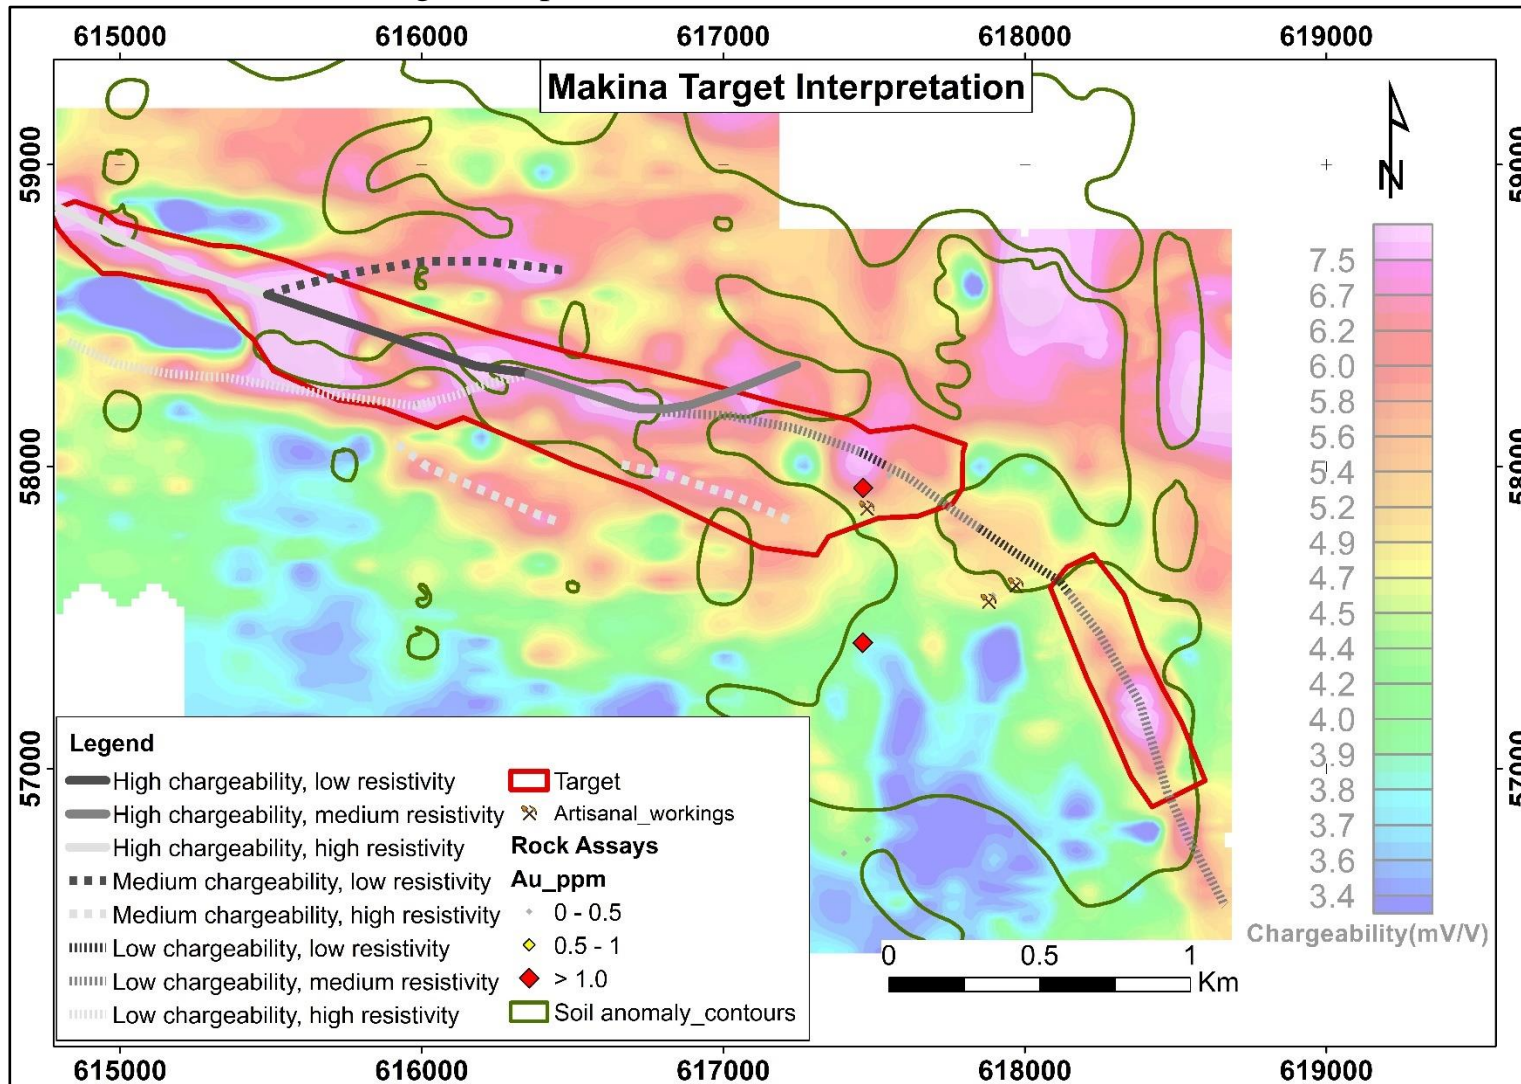 615000 616000 617000 618000 619000
Makina Target Interpretation
59000 59000
N
58000 58000
57000 57000
7.5
6.7
6.2
6.0
5.8
5.6
5.4
5.2
4.9
4.7
4.5
4.4
4.2
4.0
3.9
3.8
3.7
3.6
3.4
Chargeability(mV/V)
0 0.5 1
Km
Legend
High chargeability, low resistivity
High chargeability, medium resistivity
High chargeability, high resistivity
Medium chargeability, low resistivity
Medium chargeability, high resistivity
Low chargeability, low resistivity
Low chargeability, medium resistivity
Low chargeability, high resistivity
Target
Artisanal_workings
Rock Assays
Au_ppm
0 - 0.5
0.5 - 1
> 1.0
Soil anomaly_contours
615000 616000 617000 618000 619000